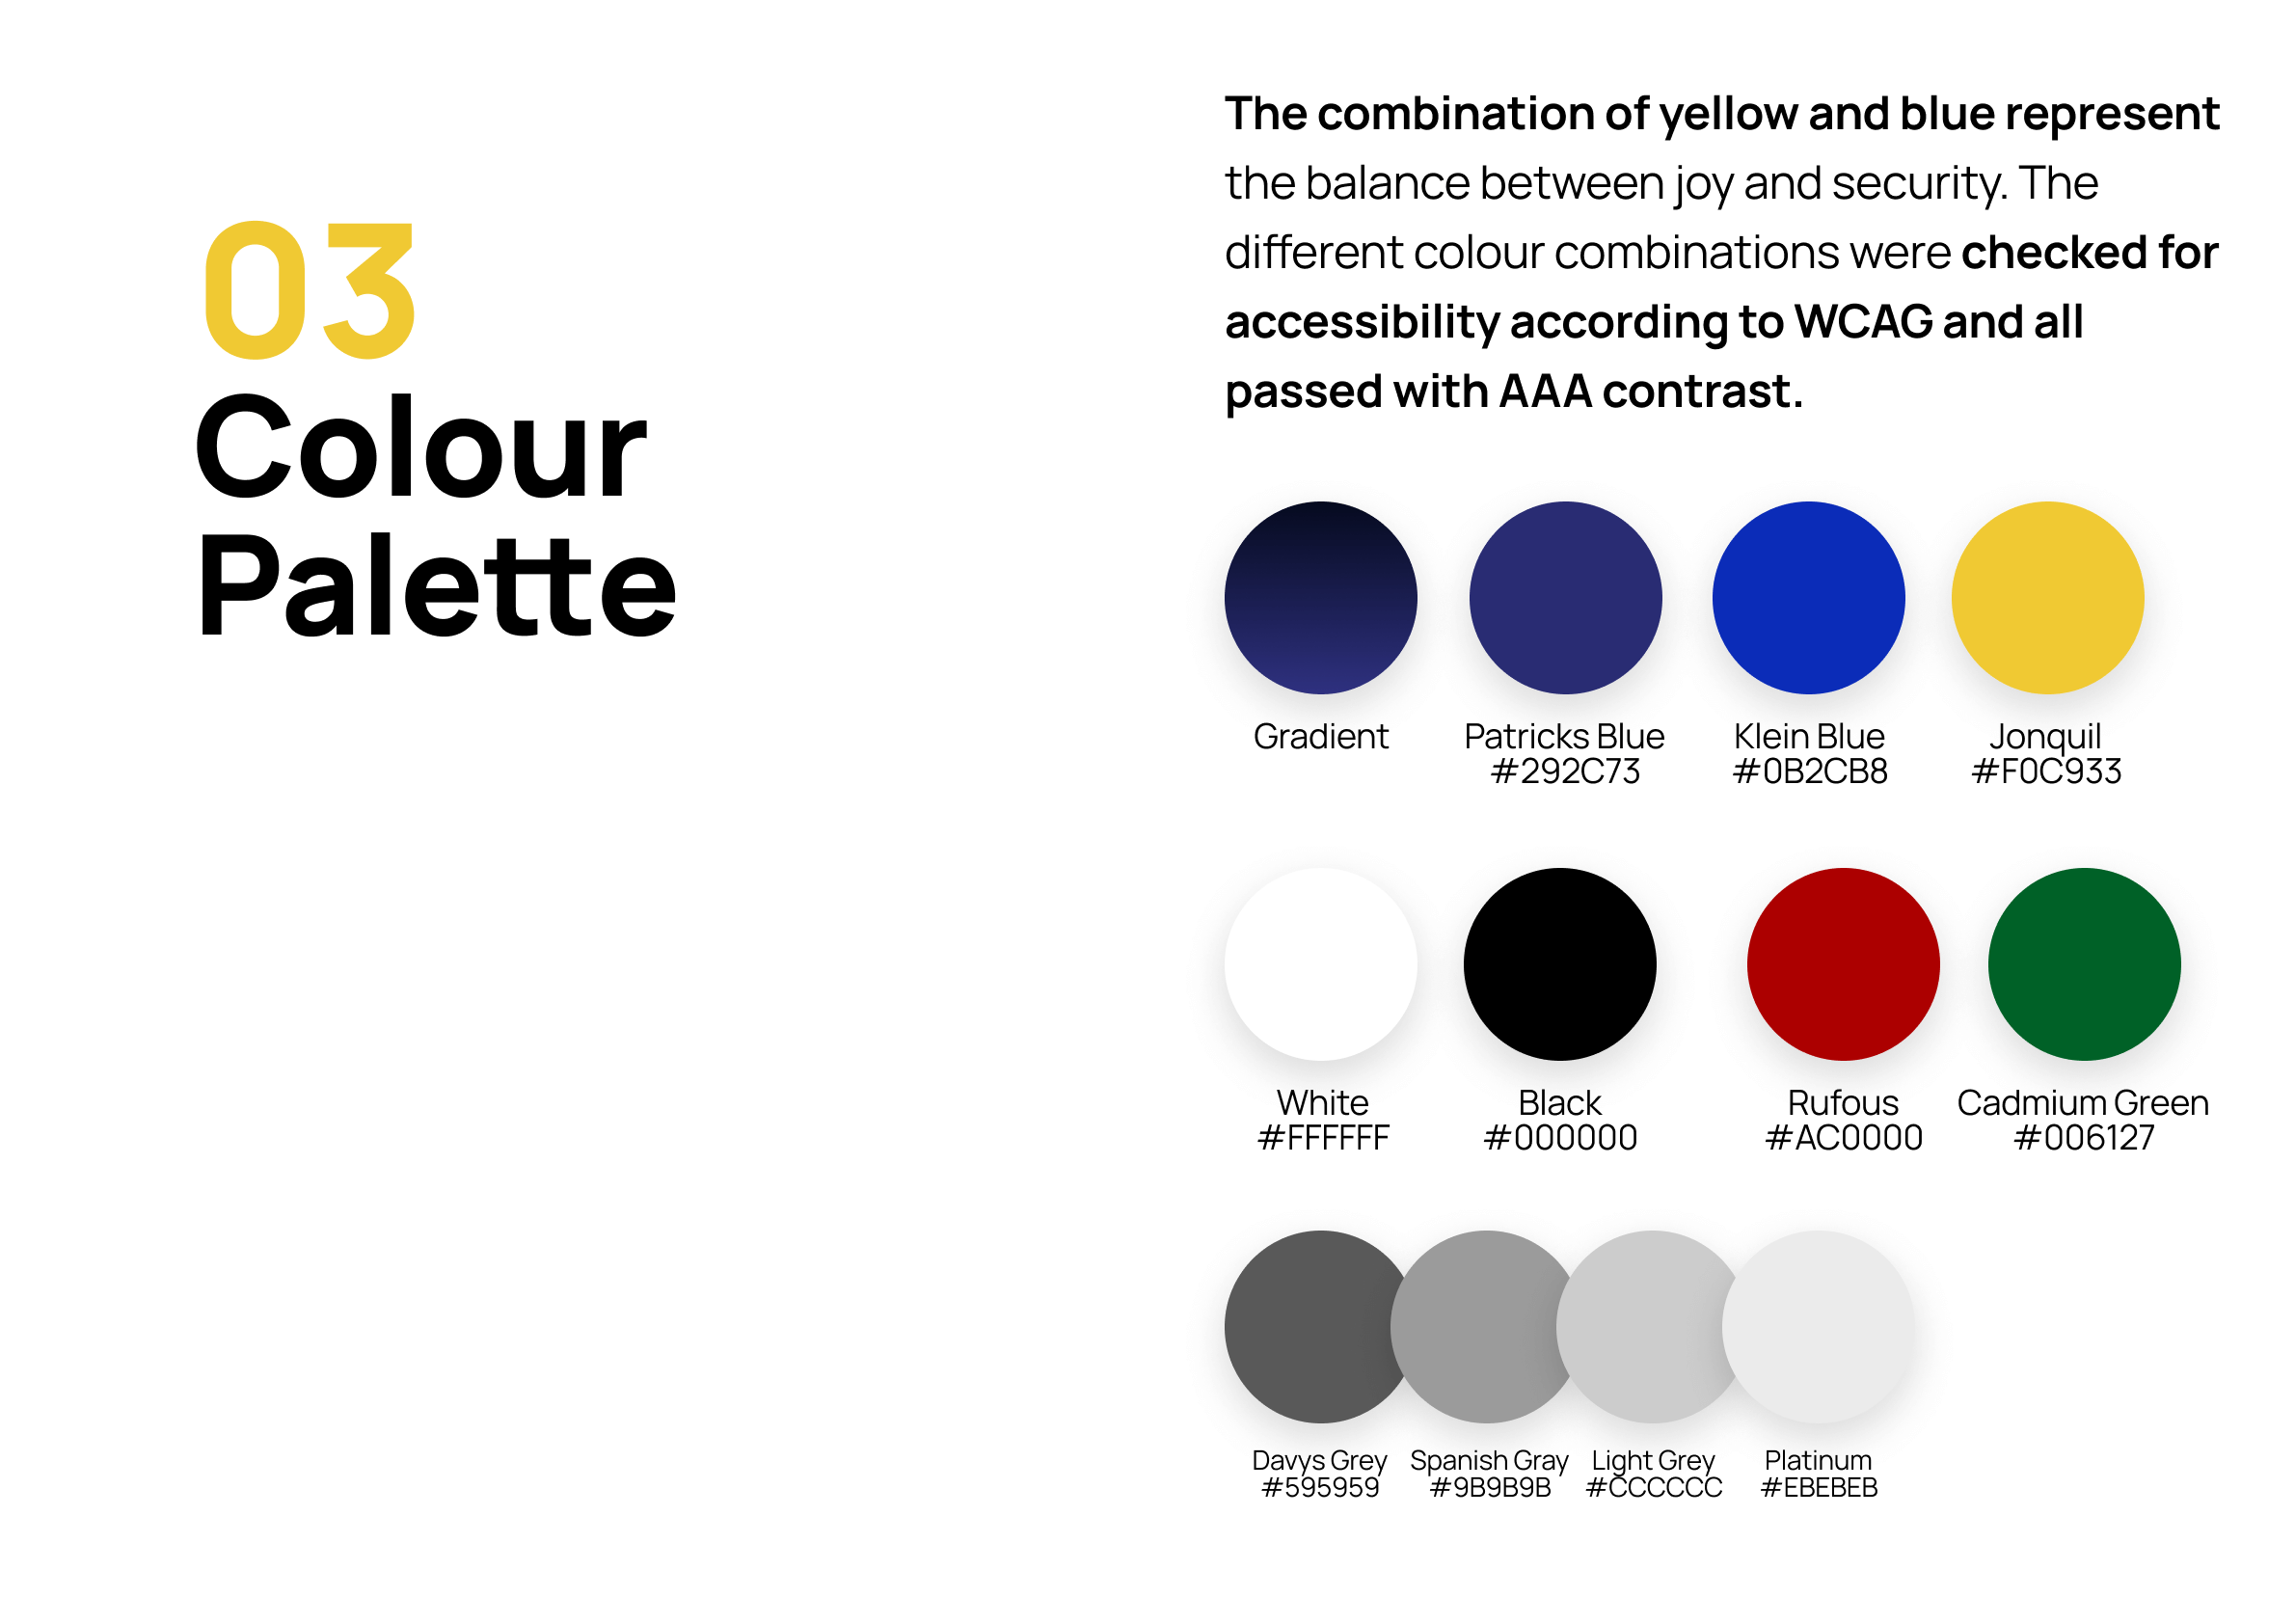 03
Colour
Palette
The combination of yellow and blue represent
the balance between joy and security. The
different colour combinations were checked for
accessibility according to WCAG and all
passed with AAA contrast.
Gradient
Patricks Blue
#292C73
Klein Blue
#0B2CB8
Jonquil
#F0C933
White
#FFFFFF
Black
#000000
Rufous
#AC0000
Cadmium Green
#006127
Davys Grey
#595959
Spanish Gray
#9B9B9B
Light Grey
#CCCCCC
Platinum
#EBEBEB